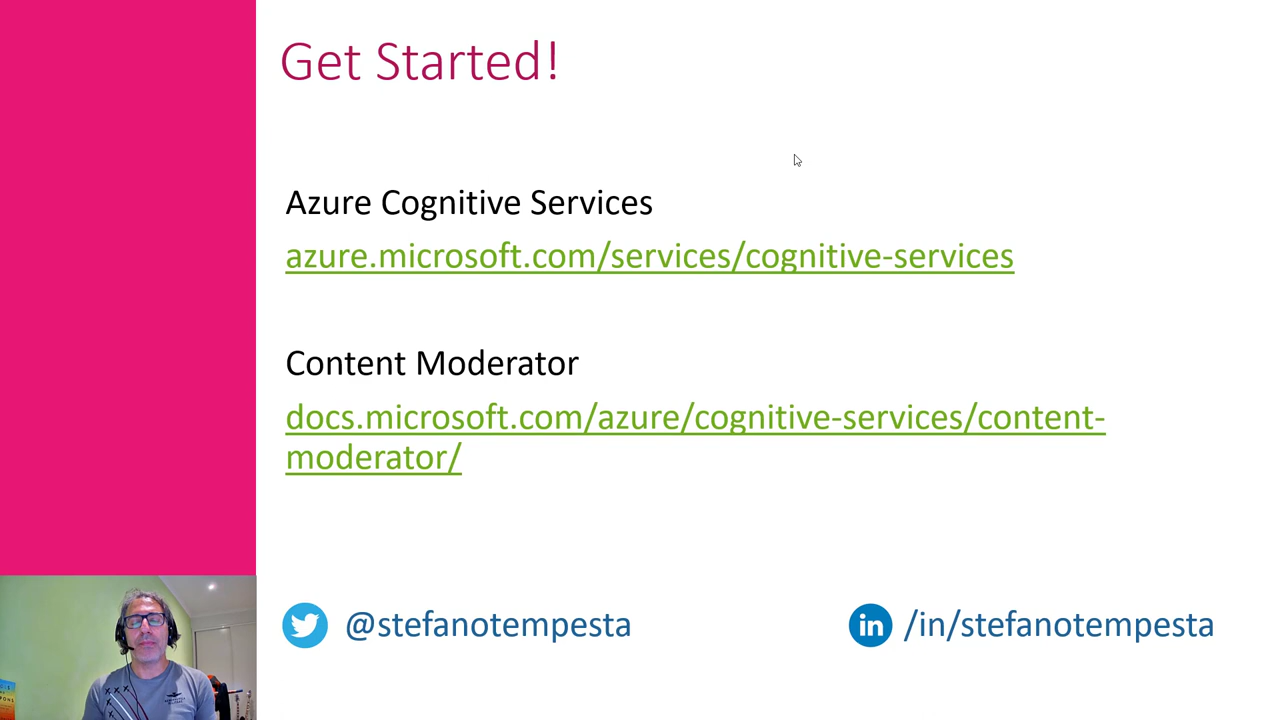 Get Started!
Azure Cognitive Services
azure.microsoft.com/services/cognitive-services
Content Moderator
docs.microsoft.com/azure/cognitive-services/content-
moderator/
@stefanotempesta
/in/stefanotempesta